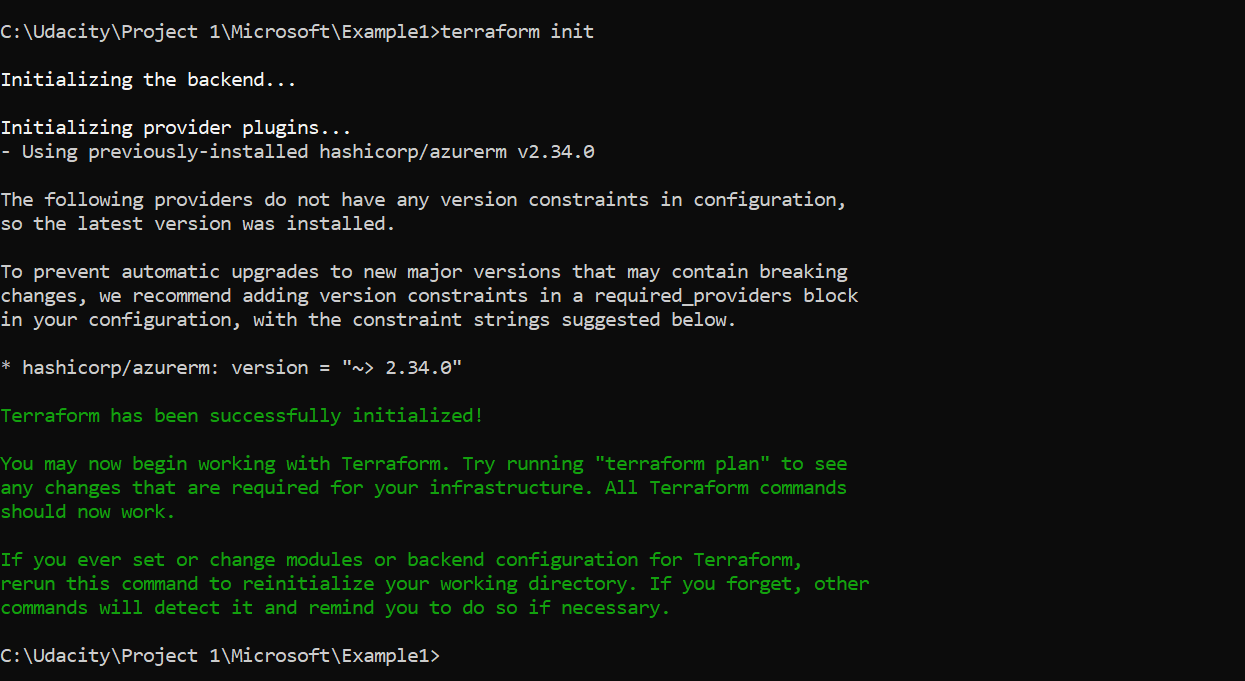 C:\Udacity\Project 1\Microsoft\Example1>terraform init
Initializing the backend...
Initializing provider plugins...
- Using previously-installed hashicorp/azurerm v2.34.0
The following providers do not have any version constraints in configuration,
so the latest version was installed.
To prevent automatic upgrades to new major versions that may contain breaking
changes, we recommend adding version constraints in a required_providers block
in your configuration, with the constraint strings suggested below.
* hashicorp/azurerm: version = "~> 2.34.0"
Terraform has been successfully initialized!
You may now begin working with Terraform. Try running "terraform plan" to see
any changes that are required for your infrastructure. All Terraform commands
should now work.
If you ever set or change modules or backend configuration for Terraform,
rerun this command to reinitialize your working directory. If you forget, other
commands will detect it and remind you to do so if necessary.
C:\Udacity\Project 1\Microsoft\Example1>